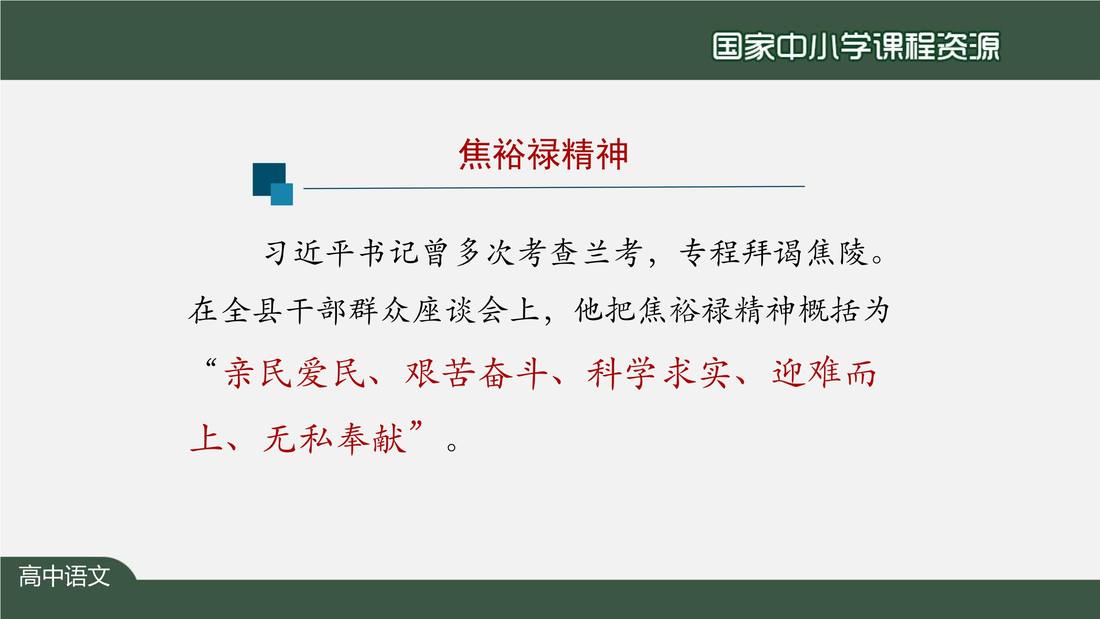 国家中小学课程资源
焦裕禄精神
习近平书记曾多次考查兰考，专程拜谒焦陵。
在全县干部群众座谈会上，他把焦裕禄精神概括为
“亲民爱民、艰苦奋斗、科学求实、迎难而
上、无私奉献”。
高中语文